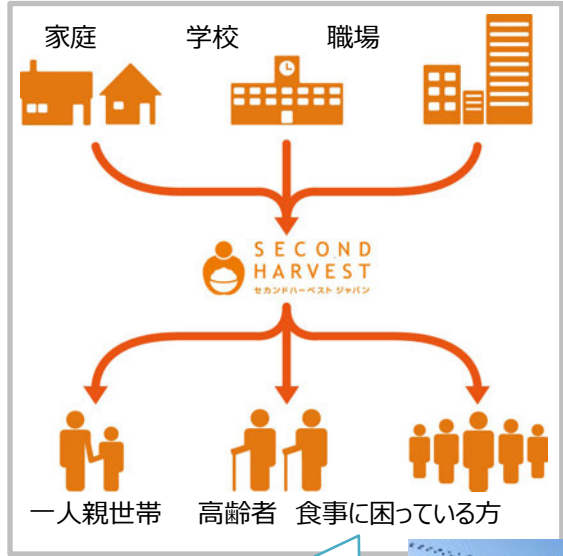 家庭 学校 職場
SECOND
HARVEST
セカンドハーベスト ジャパン
一人親世帯 高齢者 食事に困っている方